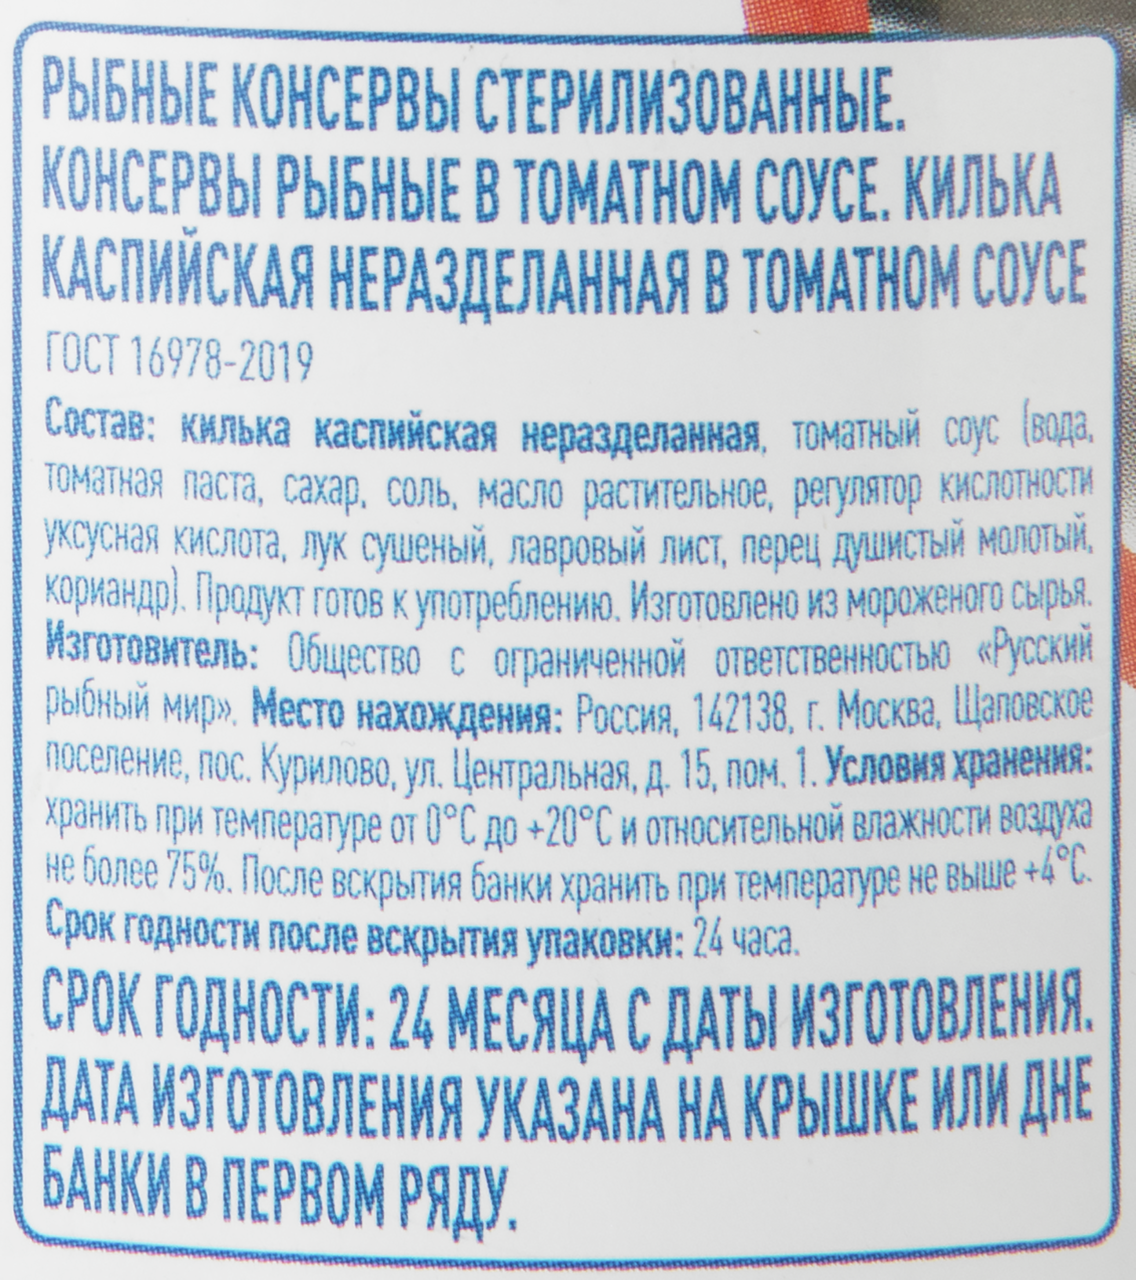 РЫБНЫЕ КОНСЕРВЫ СТЕРИЛИЗОВАННЫЕ.
КОНСЕРВЫ РЫБНЫЕ В ТОМАТНОМ СОУСЕ. КИЛЬКА
КАСПИЙСКАЯ НЕРАЗДЕЛАННАЯ В ТОМАТНОМ СОУСЕ
ГОСТ 16978-2019
Состав: килька каспийская неразделанная, томатный соус (вода,
томатная паста, сахар, соль, масло растительное, регулятор кислотности
уксусная кислота, лук сушеный, лавровый лист, перец душистый молотый,
кориандр). Продукт готов к употреблению. Изготовлено из мороженого сырья.
Изготовитель: Общество с ограниченной ответственностью «Русский
рыбный мир». Место нахождения: Россия, 142138, г. Москва, Щаповское
поселение, пос. Курилово, ул. Центральная, д. 15, пом. 1. Условия хранения:
хранить при температуре от 0°С до +20°С и относительной влажности воздуха
не более 75%. После вскрытия банки хранить при температуре не выше +4°С.
Срок годности после вскрытия упаковки: 24 часа.
СРОК ГОДНОСТИ: 24 МЕСЯЦА С ДАТЫ ИЗГОТОВЛЕНИЯ.
ДАТА ИЗГОТОВЛЕНИЯ УКАЗАНА НА КРЫШКЕ ИЛИ ДНЕ
БАНКИ В ПЕРВОМ РЯДУ.